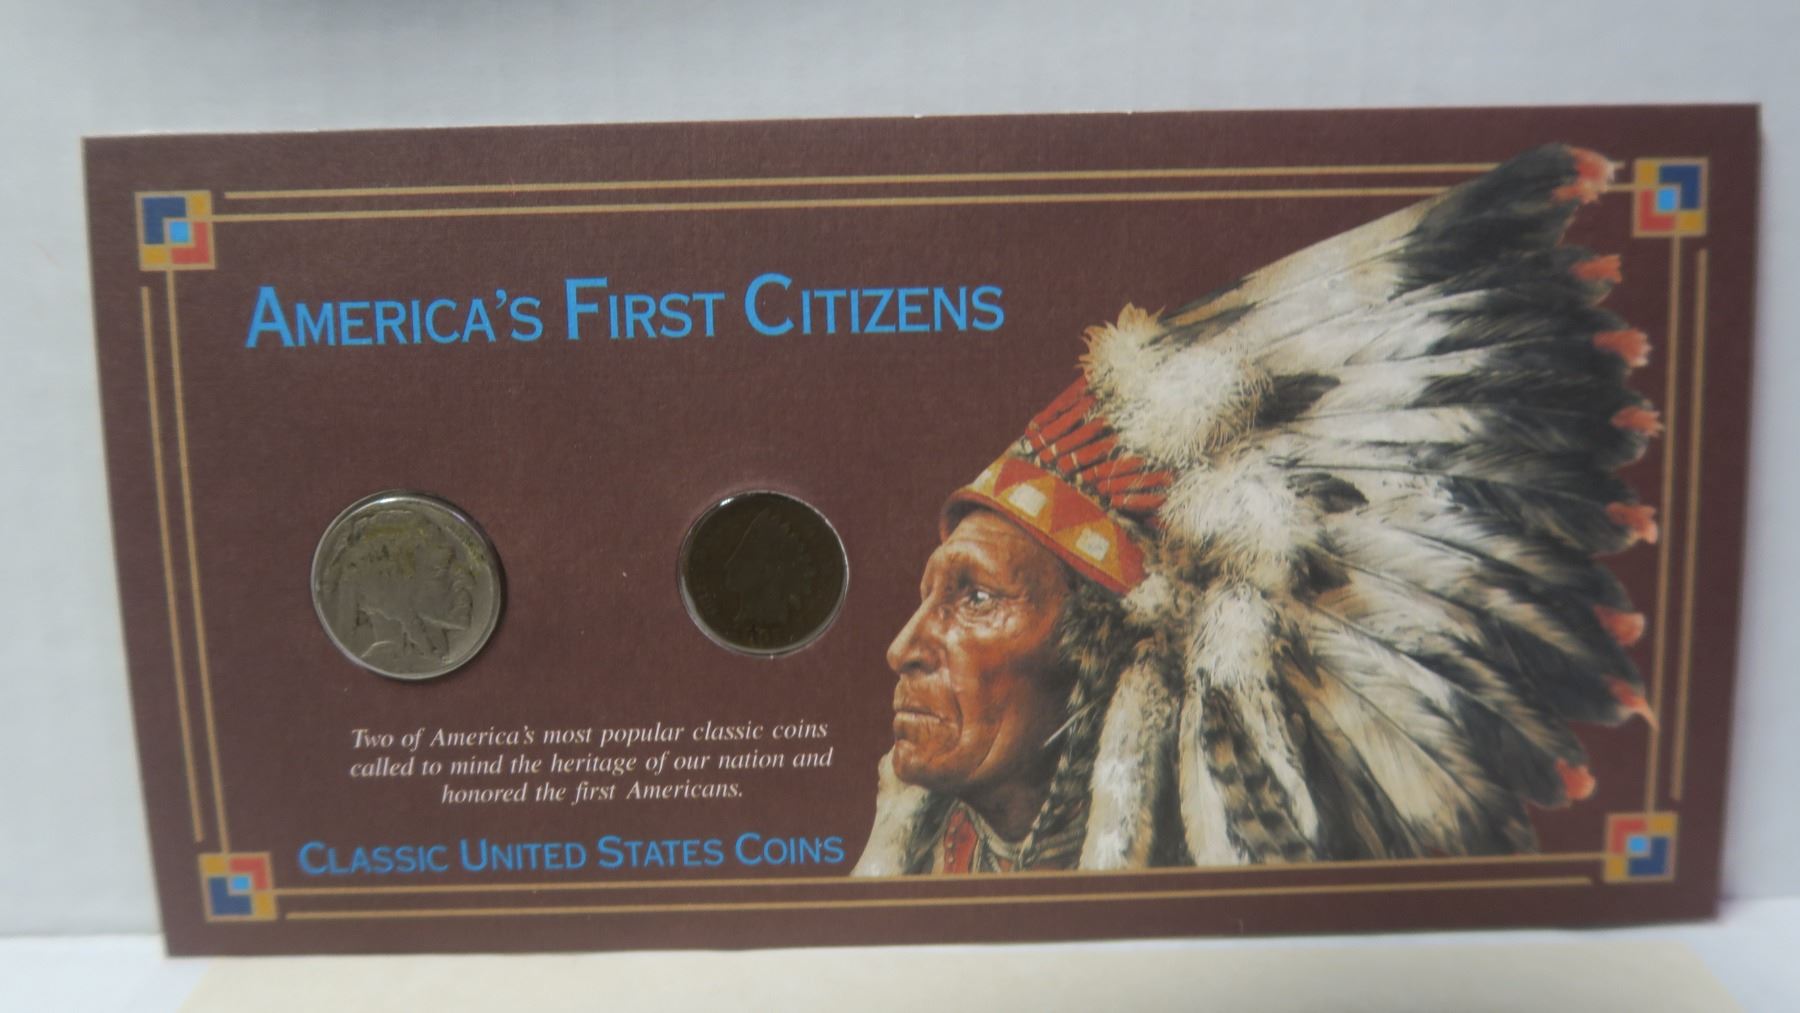 AMERICA'S FIRST CITIZENS
Two of America's most popular classic coins
called to mind the heritage of our nation and
honored the first Americans.
CLASSIC UNITED STATES COINS